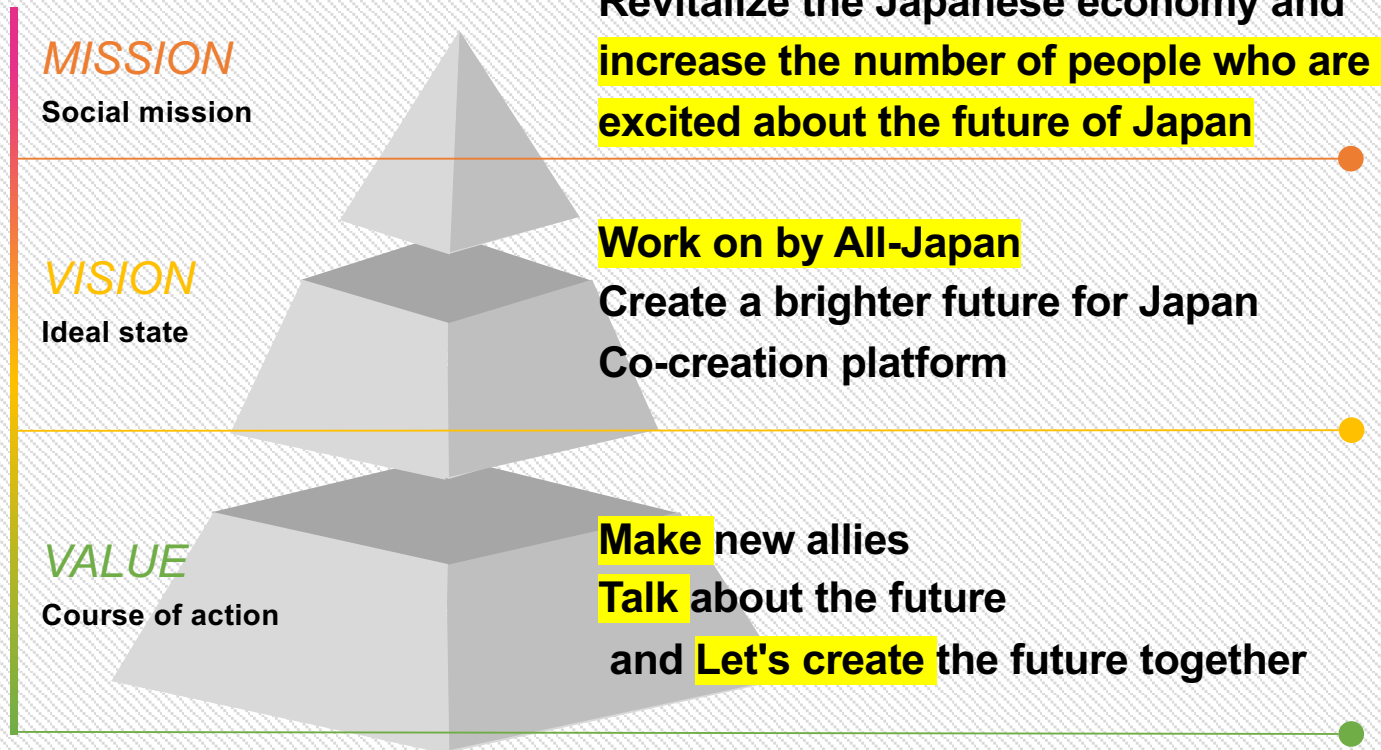 Revitalize the Japanese economy and
MISSION
increase the number of people who are
Social mission
excited about the future of Japan
Work on by All-Japan
VISION
Create a brighter future for Japan
Ideal state
Co-creation platform
Make new allies
VALUE
Talk about the future
Course of action
and Let's create the future together